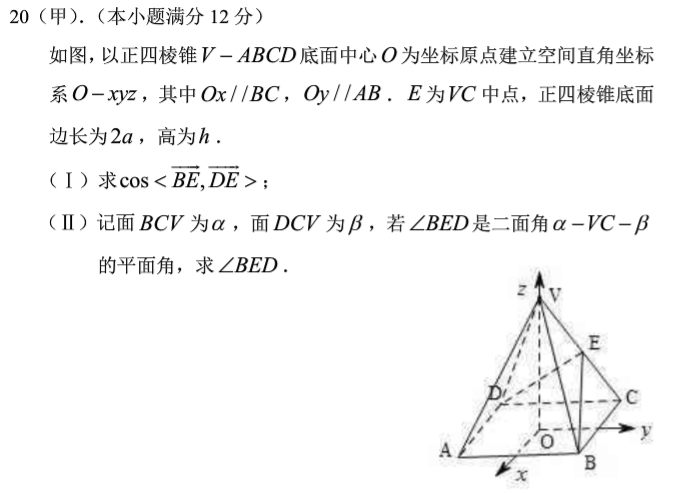 20（甲）.（本小题满分 12 分）
如图，以正四棱锥 V－ABCD 底面中心 O 为坐标原点建立空间直角坐标
系 O－xyz，其中 Ox//BC，Oy//AB．E 为 VC 中点，正四棱锥底面
边长为 2a，高为 h．
（Ⅰ）求 cos<$\overrightarrow{BE}$,$\overrightarrow{DE}$>；
（Ⅱ）记面 BCV 为 α，面 DCV 为 β，若∠BED 是二面角 α－VC－β
的平面角，求∠BED．
z V
E
D C
O y
A B
x